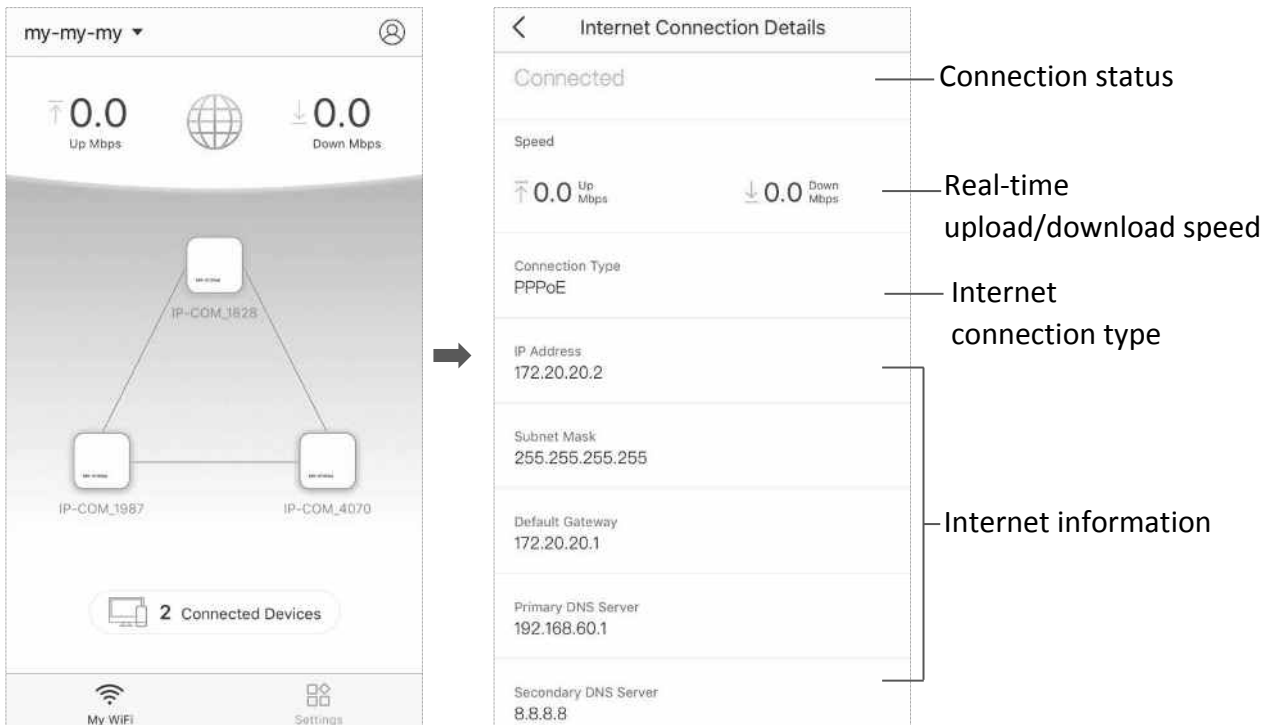 my-my-my
0.0
Up Mbps
0.0
Down Mbps
IP-COM_1828
IP-COM_1987
IP-COM_4070
2 Connected Devices
My WiFi
Settings
Internet Connection Details
Connected
Speed
0.0 Up Mbps
0.0 Down Mbps
Connection Type
PPPoE
IP Address
172.20.20.2
Subnet Mask
255.255.255.255
Default Gateway
172.20.20.1
Primary DNS Server
192.168.60.1
Secondary DNS Server
8.8.8.8
Connection status
Real-time
upload/download speed
Internet
connection type
Internet information